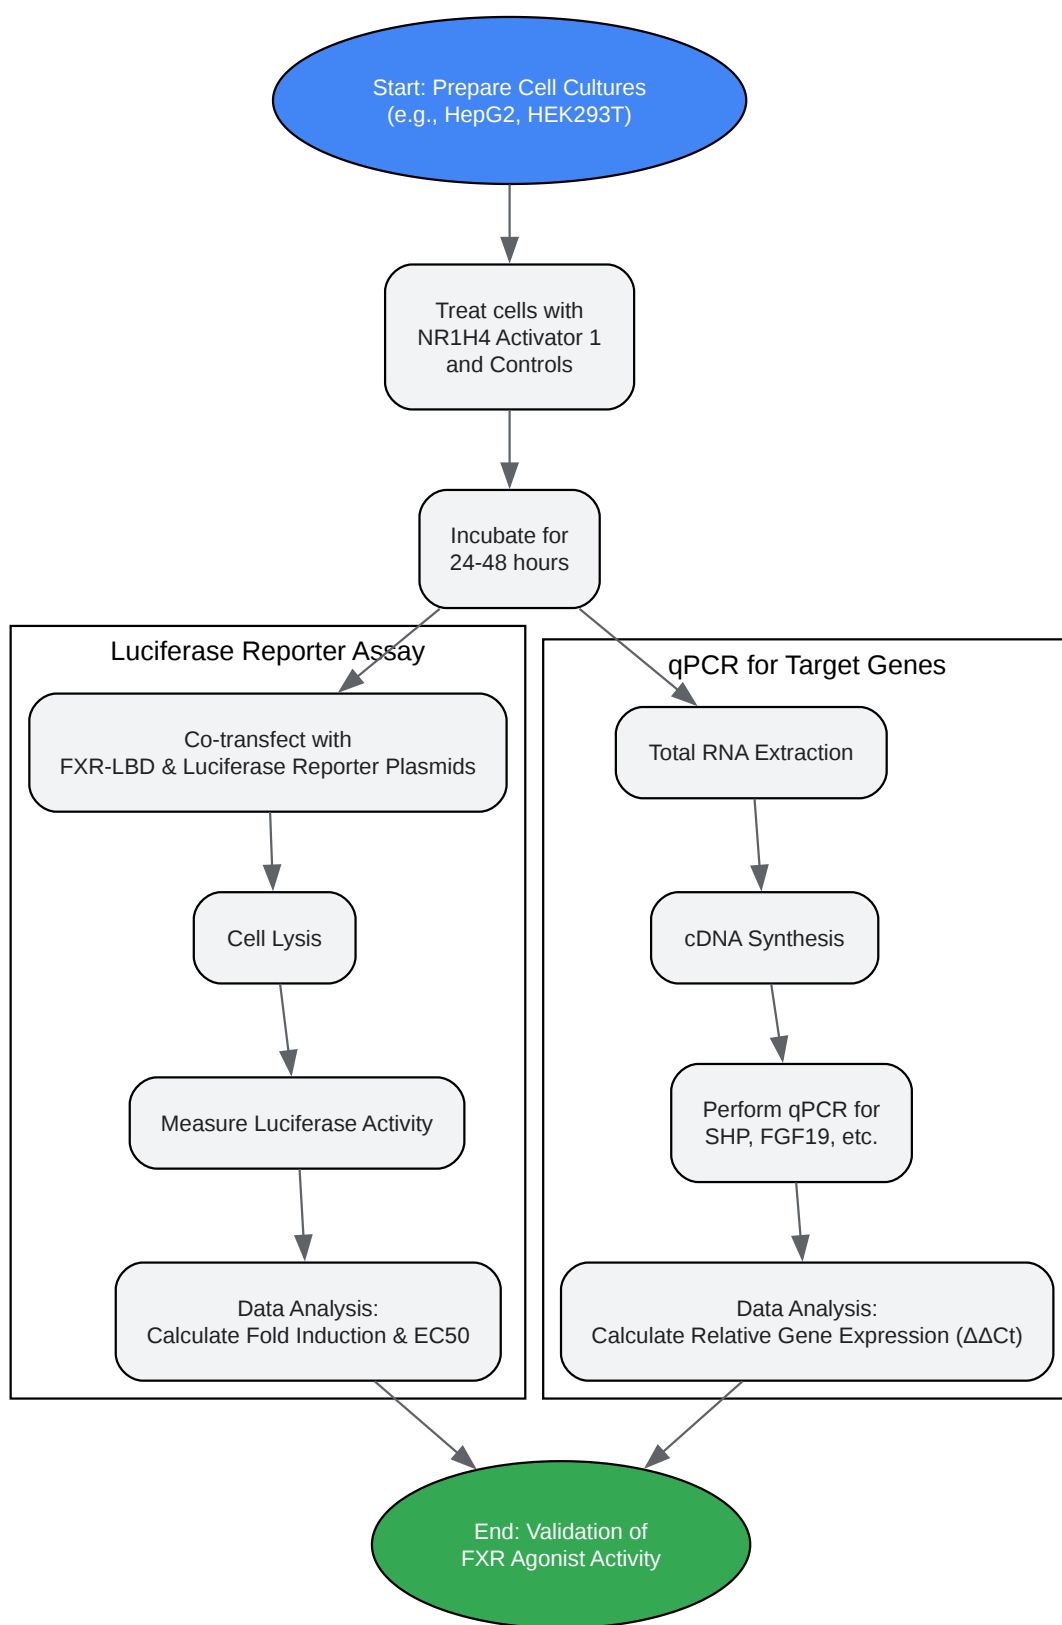 Start: Prepare Cell Cultures
(e.g., HepG2, HEK293T)
Treat cells with
NR1H4 Activator 1
and Controls
Incubate for
24-48 hours
Luciferase Reporter Assay
Co-transfect with
FXR-LBD & Luciferase Reporter Plasmids
Cell Lysis
Measure Luciferase Activity
Data Analysis:
Calculate Fold Induction & EC50
qPCR for Target Genes
Total RNA Extraction
cDNA Synthesis
Perform qPCR for
SHP, FGF19, etc.
Data Analysis:
Calculate Relative Gene Expression (ΔΔCt)
End: Validation of
FXR Agonist Activity